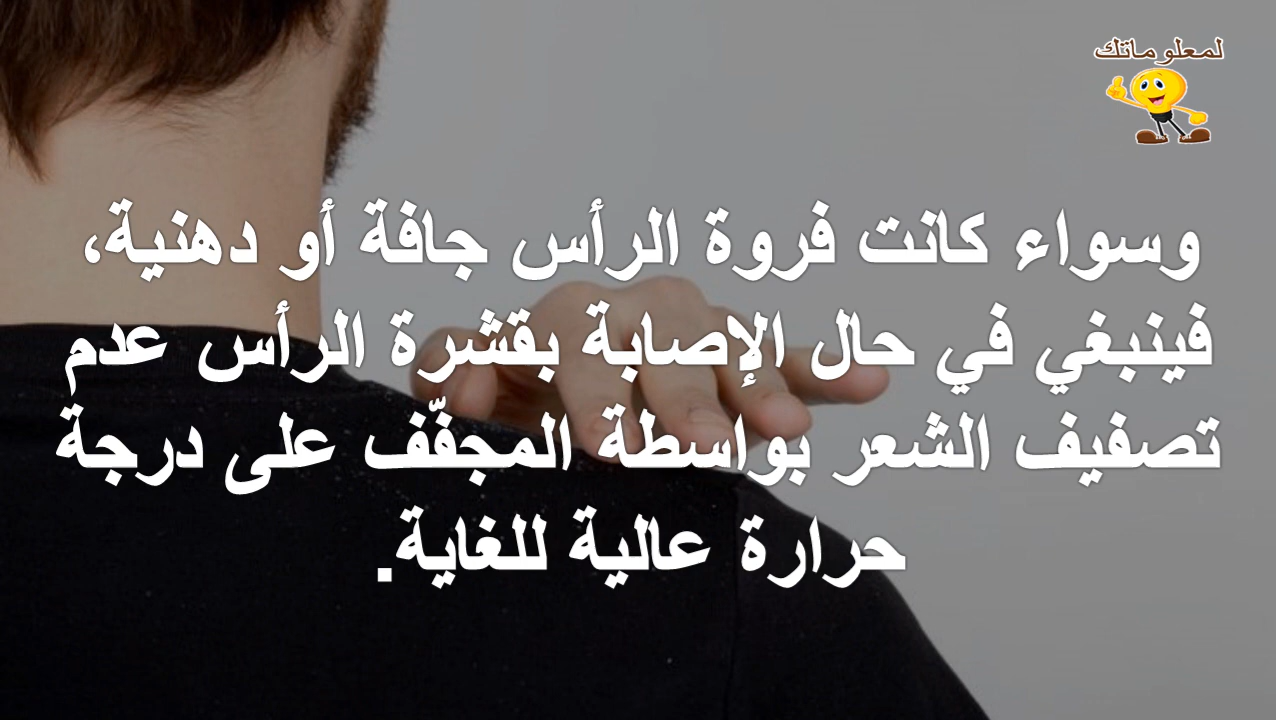 لمعلوماتك
وسواء كانت فروة الرأس جافة أو دهنية،
فينبغي في حال الإصابة بقشرة الرأس عدم
تصفيف الشعر بواسطة المجفّف على درجة
حرارة عالية للغاية.